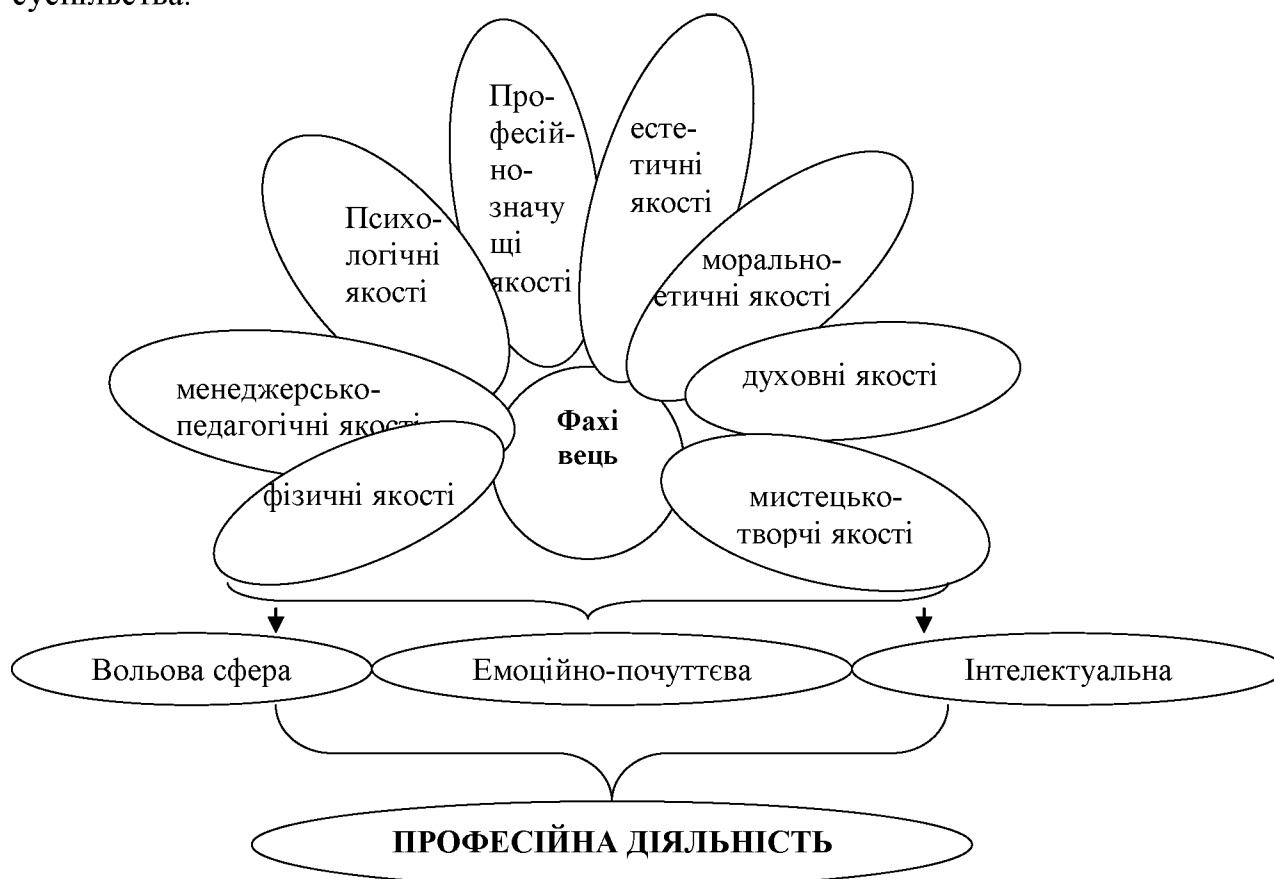 суспільства.
Про-
фесій-
но-
значу
щі
якості
есте-
тичні
якості
Психо-
логічні
якості
морально-
етичні якості
духовні якості
менеджерсько-
педагогічні якості
Фахі
вець
фізичні якості
мистецько-
творчі якості
Вольова сфера
Емоційно-почуттєва
Інтелектуальна
ПРОФЕСІЙНА ДІЯЛЬНІСТЬ